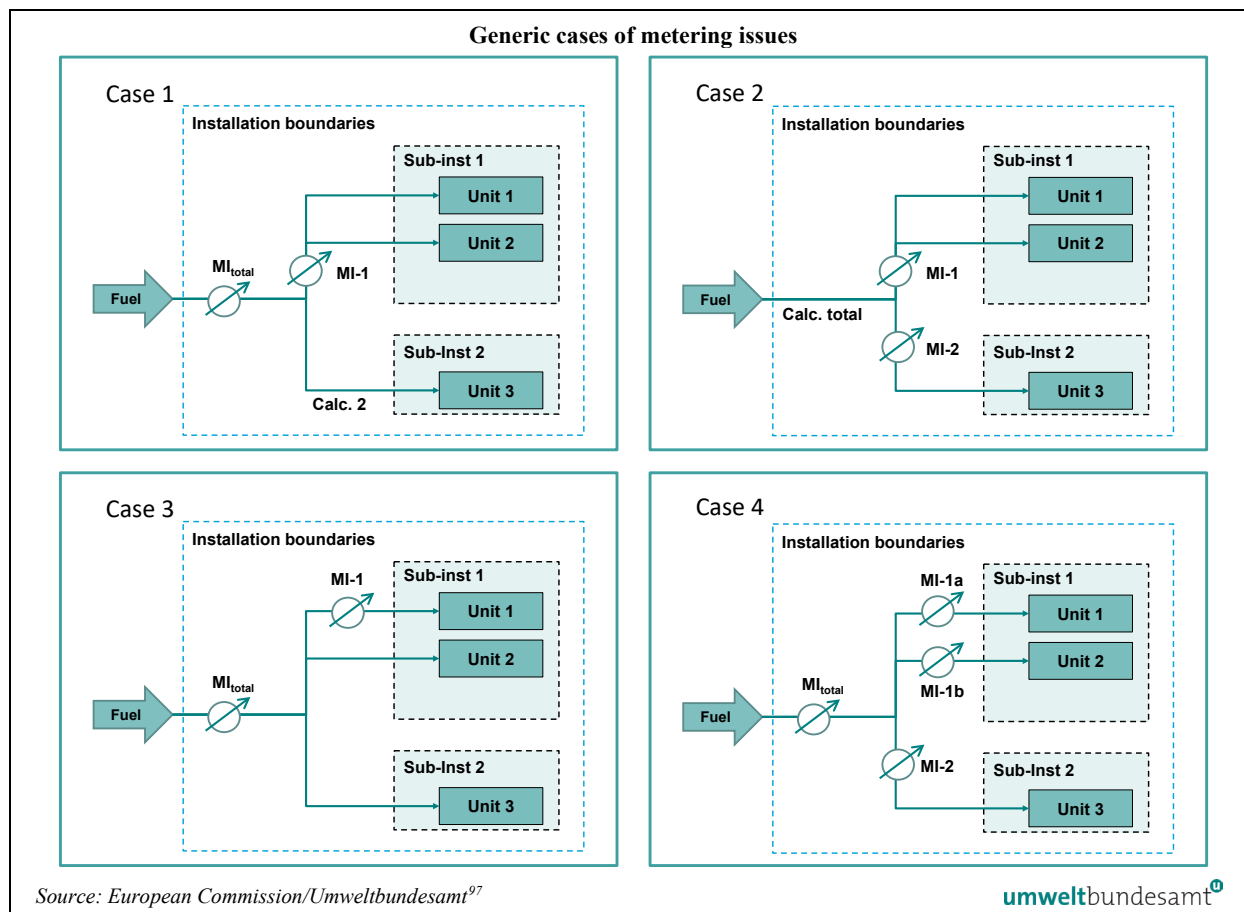 Generic cases of metering issues
Case 1
Installation boundaries
Sub-inst 1
Unit 1
Unit 2
MItotal
MI-1
Fuel
Sub-Inst 2
Unit 3
Calc. 2
Case 2
Installation boundaries
Sub-inst 1
Unit 1
Unit 2
MI-1
Fuel
Calc. total
MI-2
Sub-Inst 2
Unit 3
Case 3
Installation boundaries
MI-1
Sub-inst 1
Unit 1
Unit 2
MItotal
Fuel
Sub-Inst 2
Unit 3
Case 4
Installation boundaries
MI-1a
Sub-inst 1
Unit 1
Unit 2
MItotal
MI-1b
Fuel
MI-2
Sub-Inst 2
Unit 3
Source: European Commission/Umweltbundesamt97
umweltbundesamt u